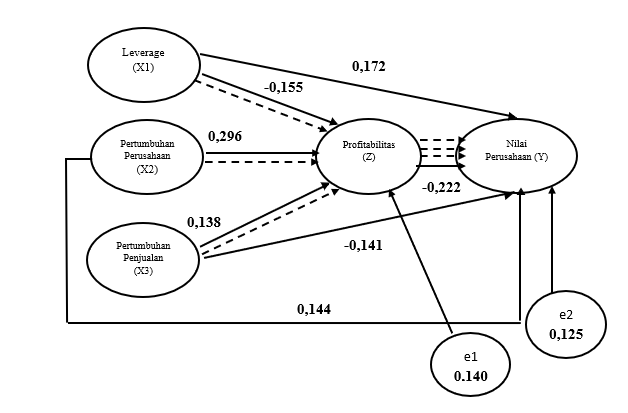 Leverage
(X1)
0,172
-0,155
Pertumbuhan
Perusahaan
(X2)
0,296
Profitabilitas
(Z)
Nilai
Perusahaan (Y)
-0,222
0,138
Pertumbuhan
Penjualan
(X3)
-0,141
0,144
e2
0,125
e1
0.140